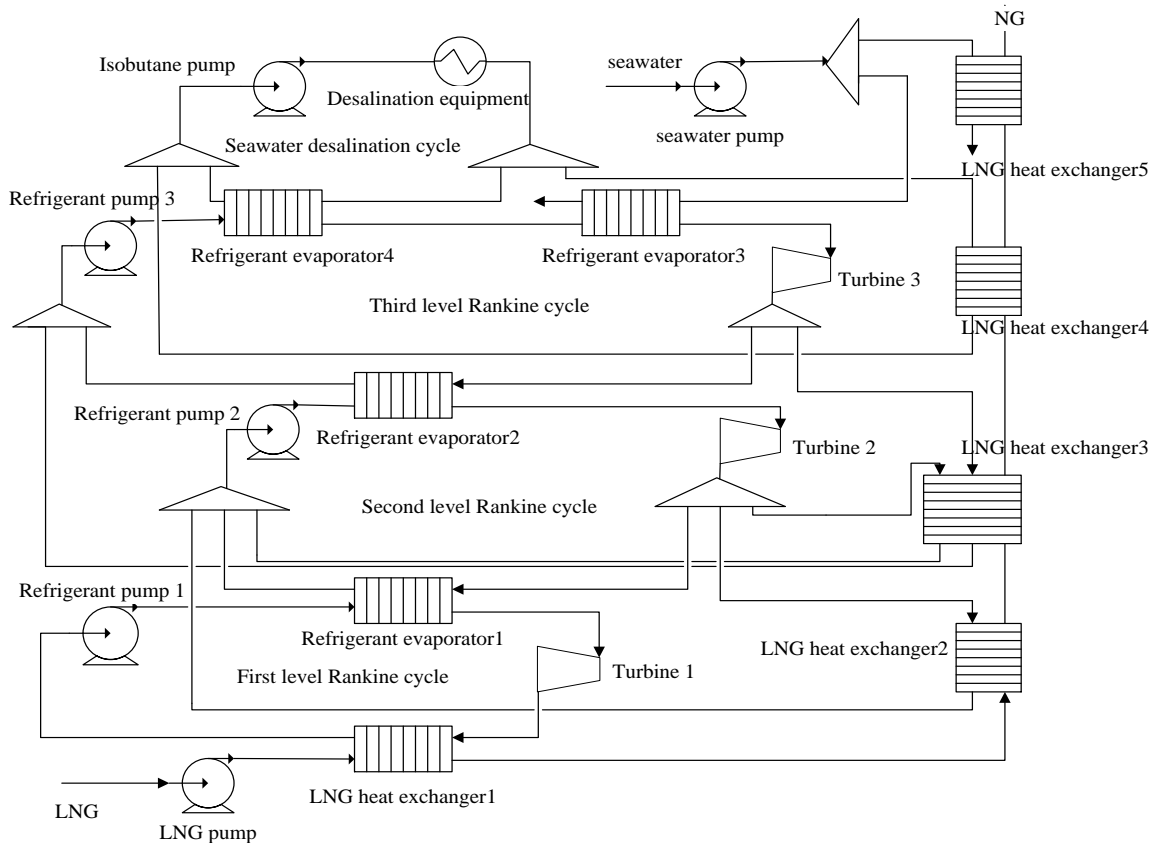 NG
Isobutane pump
seawater
Desalination equipment
seawater pump
Seawater desalination cycle
LNG heat exchanger5
Refrigerant pump 3
Refrigerant evaporator4
Refrigerant evaporator3
Turbine 3
Third level Rankine cycle
LNG heat exchanger4
Refrigerant pump 2
Refrigerant evaporator2
Turbine 2
LNG heat exchanger3
Second level Rankine cycle
Refrigerant pump 1
Refrigerant evaporator1
LNG heat exchanger2
First level Rankine cycle
Turbine 1
LNG heat exchanger1
LNG
LNG pump